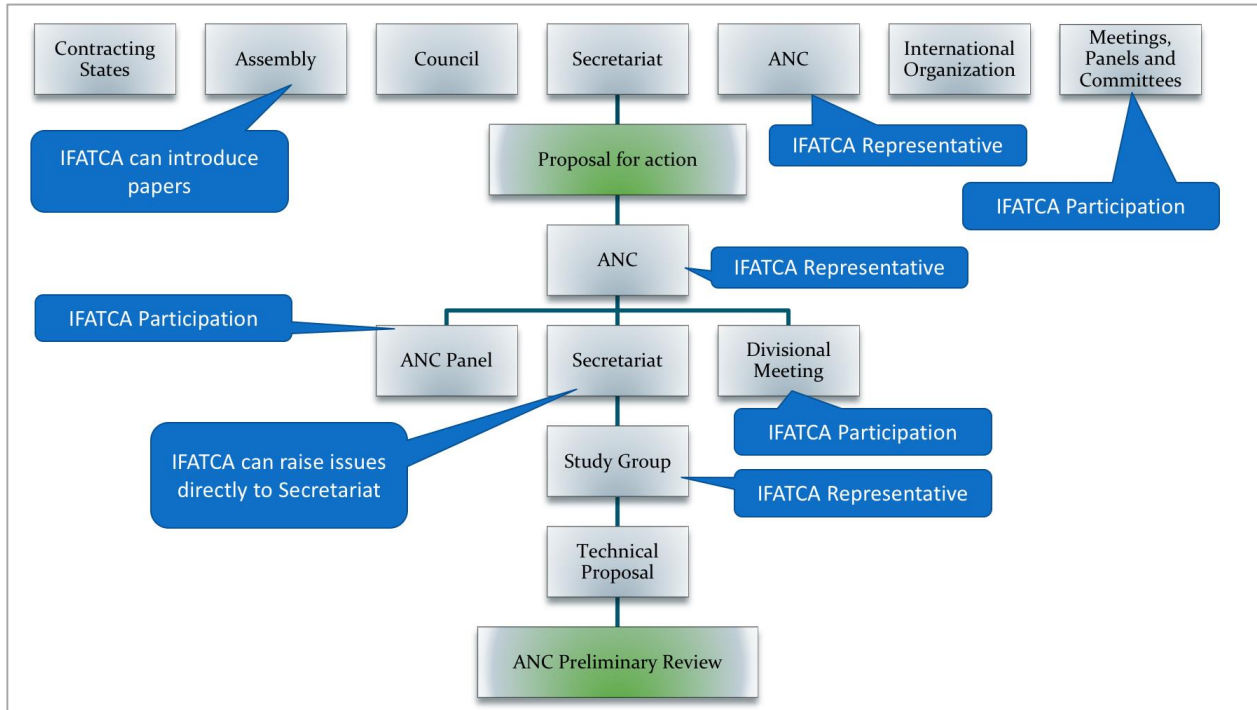 Contracting
States
Assembly
Council
Secretariat
ANC
International
Organization
Meetings,
Panels and
Committees
IFATCA can introduce
papers
Proposal for action
IFATCA Representative
IFATCA Participation
ANC
IFATCA Representative
IFATCA Participation
ANC Panel
Secretariat
Divisional
Meeting
IFATCA Participation
IFATCA can raise issues
directly to Secretariat
Study Group
IFATCA Representative
Technical
Proposal
ANC Preliminary Review